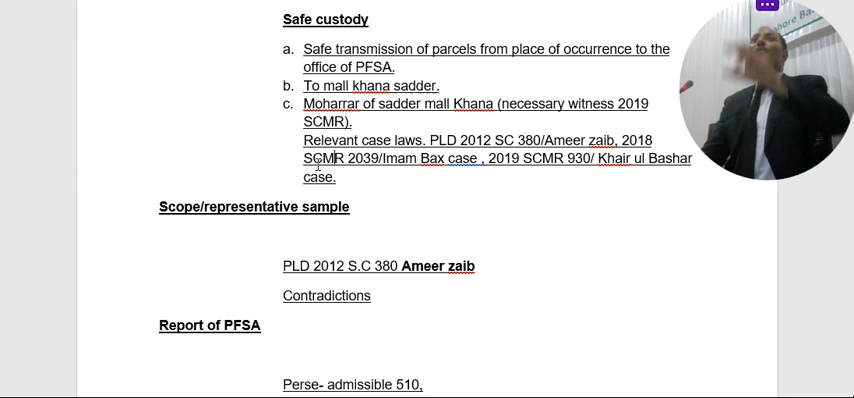 Safe custody
a. Safe transmission of parcels from place of occurrence to the
office of PFSA.
b. To mall khana sadder.
c. Moharrar of sadder mall Khana (necessary witness 2019
SCMR).
Relevant case laws. PLD 2012 SC 380/Ameer zaib, 2018
SCMR 2039/Imam Bax case , 2019 SCMR 930/ Khair ul Bashar
case.
Scope/representative sample
PLD 2012 S.C 380 Ameer zaib
Contradictions
Report of PFSA
Perse- admissible 510,